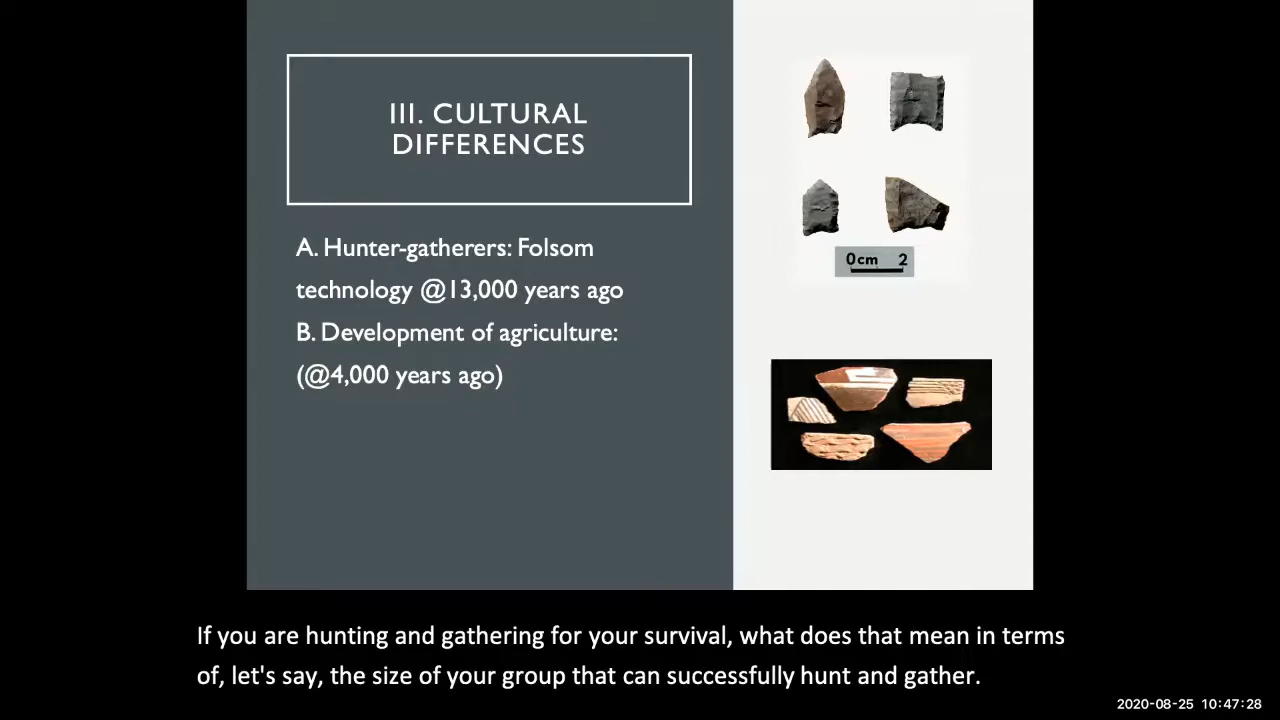 III. CULTURAL
DIFFERENCES
A. Hunter-gatherers: Folsom
technology @13,000 years ago
B. Development of agriculture:
(@4,000 years ago)
0cm 2
If you are hunting and gathering for your survival, what does that mean in terms
of, let's say, the size of your group that can successfully hunt and gather.
2020-08-25 10:47:28